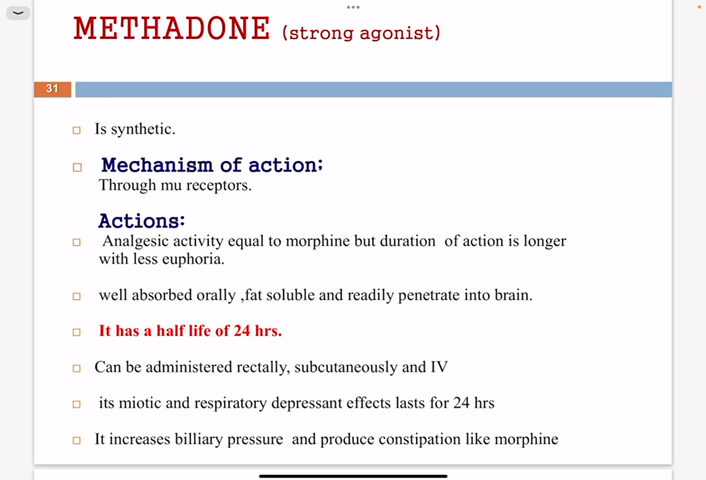 METHADONE (strong agonist)
31
Is synthetic.
Mechanism of action:
Through mu receptors.
Actions:
Analgesic activity equal to morphine but duration of action is longer
with less euphoria.
well absorbed orally ,fat soluble and readily penetrate into brain.
It has a half life of 24 hrs.
Can be administered rectally, subcutaneously and IV
its miotic and respiratory depressant effects lasts for 24 hrs
It increases billiary pressure and produce constipation like morphine